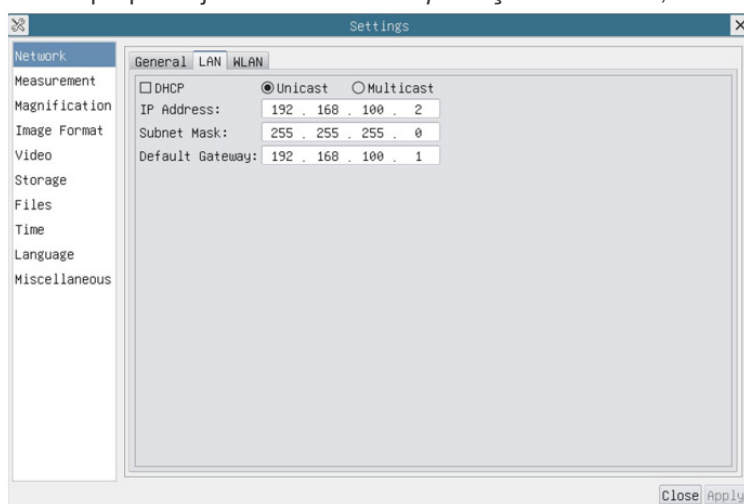 Settings
Network
Measurement
Magnification
Image Format
Video
Storage
Files
Time
Language
Miscellaneous
General LAN WLAN
DHCP Unicast Multicast
IP Address: 192 . 168 . 100 . 2
Subnet Mask: 255 . 255 . 255 . 0
Default Gateway: 192 . 168 . 100 . 1
Close Apply